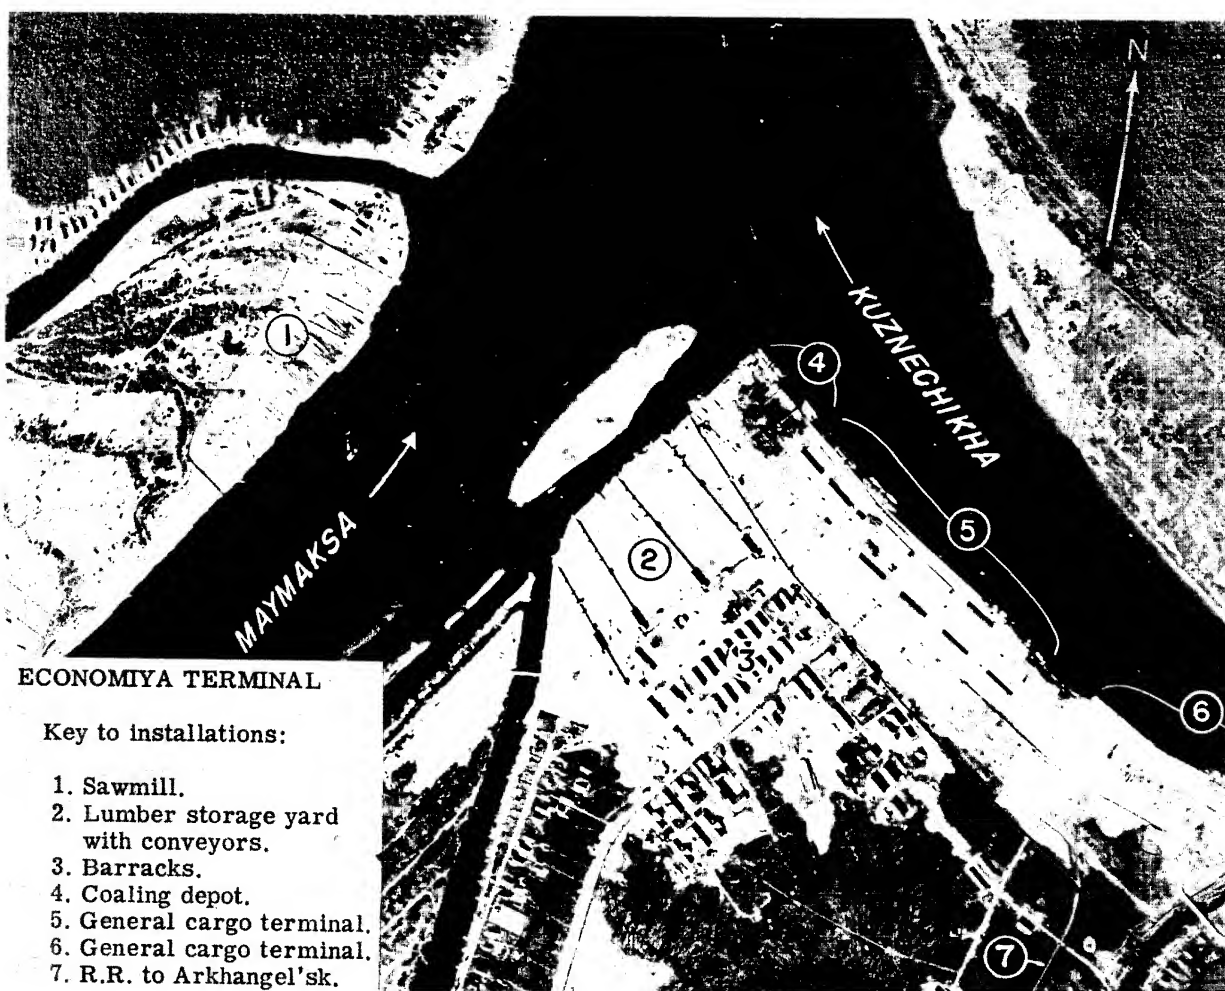 N
1
4
KUZNECHIKHA
5
2
MAYMAKSA
3
6
7
ECONOMIYA TERMINAL
Key to installations:
1. Sawmill.
2. Lumber storage yard
with conveyors.
3. Barracks.
4. Coaling depot.
5. General cargo terminal.
6. General cargo terminal.
7. R.R. to Arkhangel'sk.